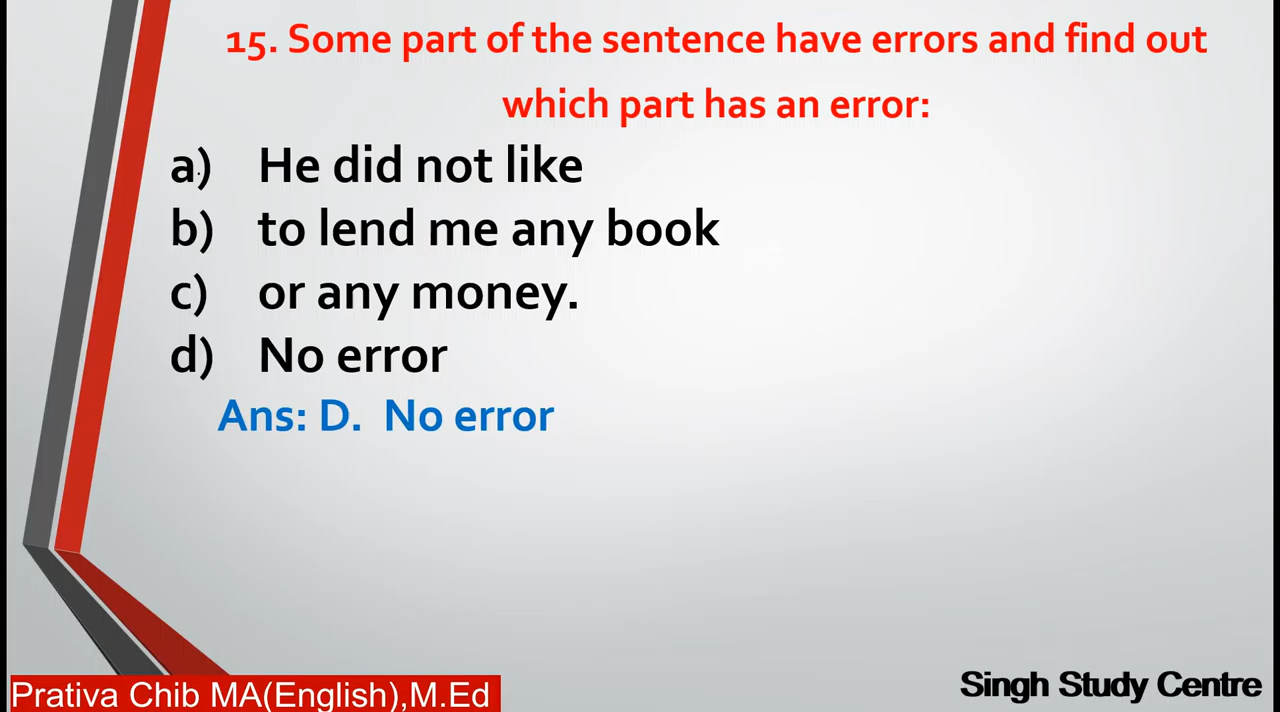 15. Some part of the sentence have errors and find out
which part has an error:
a) He did not like
b) to lend me any book
c) or any money.
d) No error
Ans: D. No error
Prativa Chib MA(English),M.Ed
Singh Study Centre